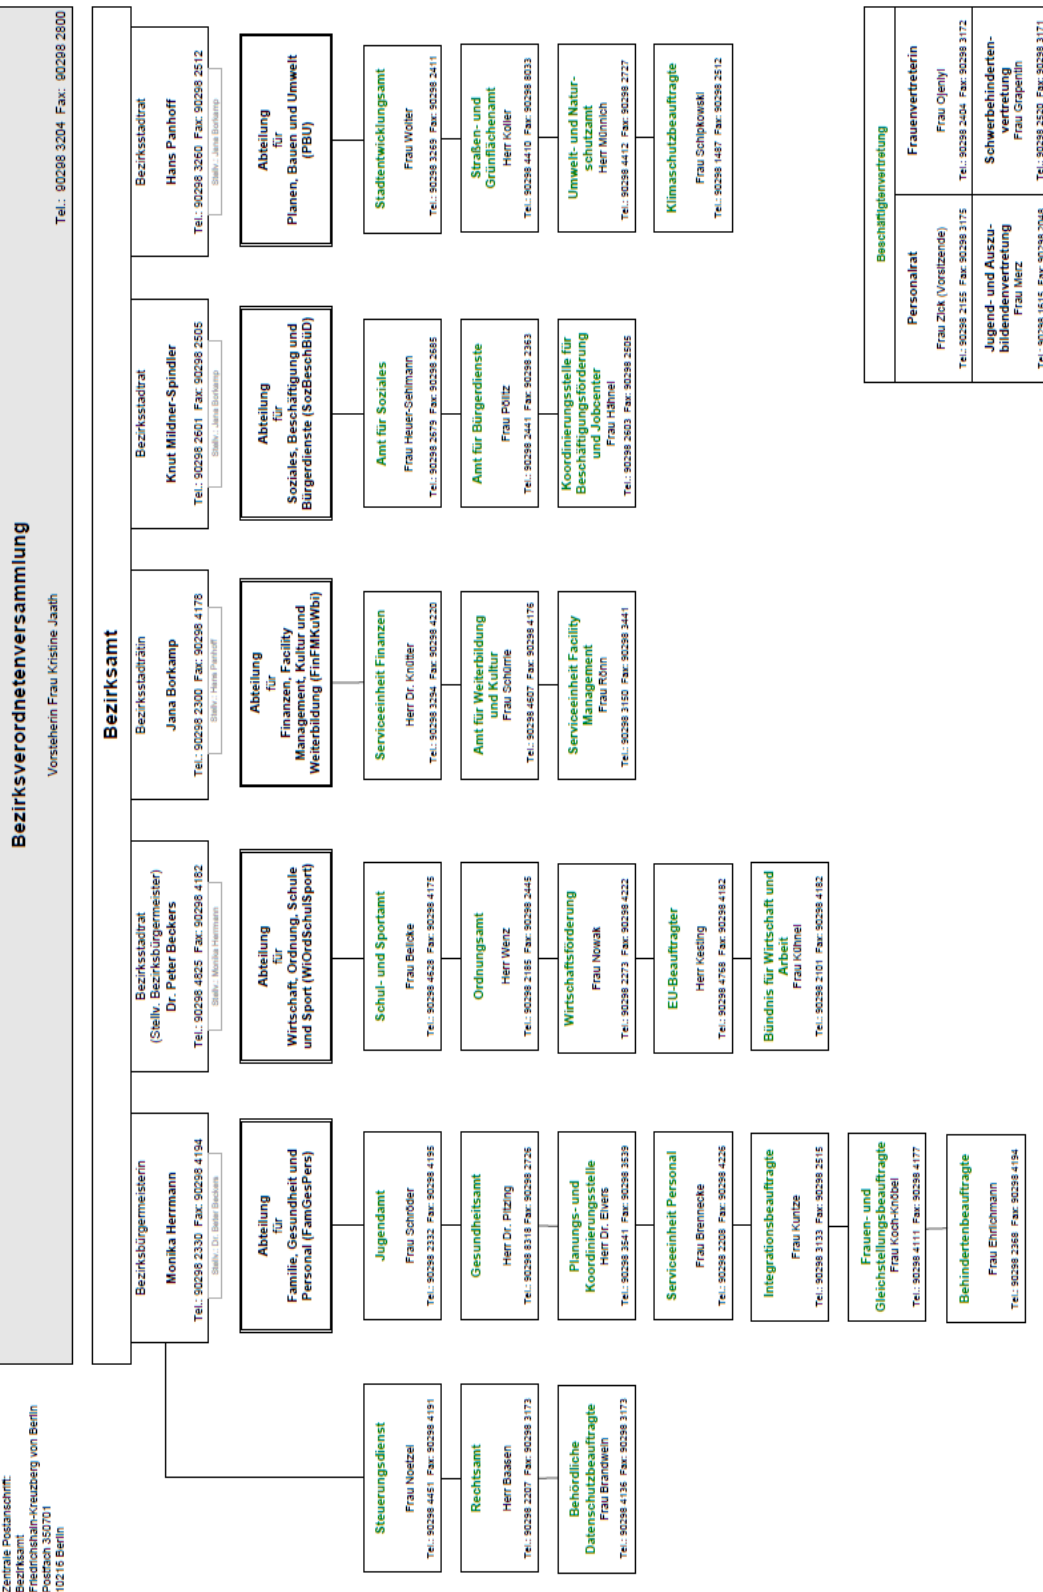 Zentrale Postanschrift:
Bezirksamt
Friedrichshain-Kreuzberg von Berlin
Postfach 350701
10216 Berlin
Bezirksverordnetenversammlung
Vorsteherin Frau Kristine Jaath
Tel.: 90298 3204 Fax: 90298 2800
Bezirksamt
Bezirksbürgermeisterin
Monika Herrmann
Tel.: 90298 2330 Fax: 90298 4194
Stellv.: Dr. Peter Beckers
Bezirksstadtrat
(Stellv. Bezirksbürgermeister)
Dr. Peter Beckers
Tel.: 90298 4825 Fax: 90298 4182
Stellv.: Monika Herrmann
Bezirksstadträtin
Jana Borkamp
Tel.: 90298 2300 Fax: 90298 4178
Stellv.: Hans Panhoff
Bezirksstadtrat
Knut Mildner-Spindler
Tel.: 90298 2601 Fax: 90298 2505
Stellv.: Jana Borkamp
Bezirksstadtrat
Hans Panhoff
Tel.: 90298 3260 Fax: 90298 2512
Stellv.: Jana Borkamp
Abteilung
für
Familie, Gesundheit und
Personal (FamGesPers)
Abteilung
für
Wirtschaft, Ordnung, Schule
und Sport (WiOrdSchulSport)
Abteilung
für
Finanzen, Facility
Management, Kultur und
Weiterbildung (FinFMKuWbi)
Abteilung
für
Soziales, Beschäftigung und
Bürgerdienste (SozBeschBüD)
Abteilung
für
Planen, Bauen und Umwelt
(PBU)
Steuerungsdienst
Frau Noetzel
Tel.: 90298 4451 Fax: 90298 4191
Rechtsamt
Herr Baasen
Tel.: 90298 2207 Fax: 90298 3173
Behördliche
Datenschutzbeauftragte
Frau Brandwein
Tel.: 90298 4136 Fax: 90298 3173
Jugendamt
Frau Schröder
Tel.: 90298 2332 Fax: 90298 4195
Gesundheitsamt
Herr Dr. Pitzing
Tel.: 90298 8318 Fax: 90298 2726
Planungs- und
Koordinierungsstelle
Herr Dr. Elvers
Tel.: 90298 3541 Fax: 90298 3539
Serviceeinheit Personal
Frau Brennecke
Tel.: 90298 2208 Fax: 90298 4226
Integrationsbeauftragte
Frau Kuntze
Tel.: 90298 3133 Fax: 90298 2515
Frauen- und
Gleichstellungsbeauftragte
Frau Koch-Knöbel
Tel.: 90298 4111 Fax: 90298 4177
Behindertenbeauftragte
Frau Ehrlichmann
Tel.: 90298 2368 Fax: 90298 4194
Schul- und Sportamt
Frau Belicke
Tel.: 90298 4628 Fax: 90298 4175
Ordnungsamt
Herr Wenz
Tel.: 90298 2185 Fax: 90298 2445
Wirtschaftsförderung
Frau Nowak
Tel.: 90298 2273 Fax: 90298 4222
EU-Beauftragter
Herr Kesting
Tel.: 90298 4768 Fax: 90298 4182
Bündnis für Wirtschaft und
Arbeit
Frau Kühnel
Tel.: 90298 2101 Fax: 90298 4182
Serviceeinheit Finanzen
Herr Dr. Knütter
Tel.: 90298 3294 Fax: 90298 4220
Amt für Weiterbildung
und Kultur
Frau Schürrle
Tel.: 90298 4607 Fax: 90298 4176
Serviceeinheit Facility
Management
Frau Rönn
Tel.: 90298 3150 Fax: 90298 3441
Amt für Soziales
Frau Heuer-Sehlmann
Tel.: 90298 2679 Fax: 90298 2685
Amt für Bürgerdienste
Frau Pölitz
Tel.: 90298 2441 Fax: 90298 2363
Koordinierungsstelle für
Beschäftigungsförderung
und Jobcenter
Frau Hähnel
Tel.: 90298 2603 Fax: 90298 2505
Stadtentwicklungsamt
Frau Wolter
Tel.: 90298 3269 Fax: 90298 2411
Straßen- und
Grünflächenamt
Herr Koller
Tel.: 90298 4410 Fax: 90298 8033
Umwelt- und Natur-
schutzamt
Herr Münnich
Tel.: 90298 4412 Fax: 90298 2727
Klimaschutzbeauftragte
Frau Schipkowski
Tel.: 90298 1487 Fax: 90298 2512
Beschäftigtenvertretung
Personalrat
Frau Zick (Vorsitzende)
Tel.: 90298 2155 Fax: 90298 3175
Frauenvertreterin
Frau Ojeniyi
Tel.: 90298 2404 Fax: 90298 3172
Jugend- und Auszu-
bildendenvertretung
Frau Merz
Tel.: 90298 1615 Fax: 90298 2048
Schwerbehinderten-
vertretung
Frau Grapentin
Tel.: 90298 2520 Fax: 90298 3171